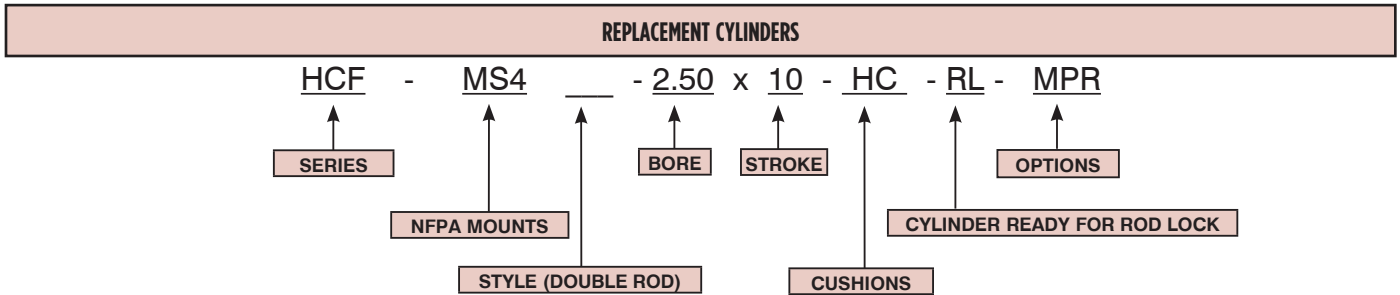 REPLACEMENT CYLINDERS
HCF - MS4 ___ - 2.50 x 10 - HC - RL - MPR
SERIES
BORE
STROKE
OPTIONS
NFPA MOUNTS
CYLINDER READY FOR ROD LOCK
STYLE (DOUBLE ROD)
CUSHIONS